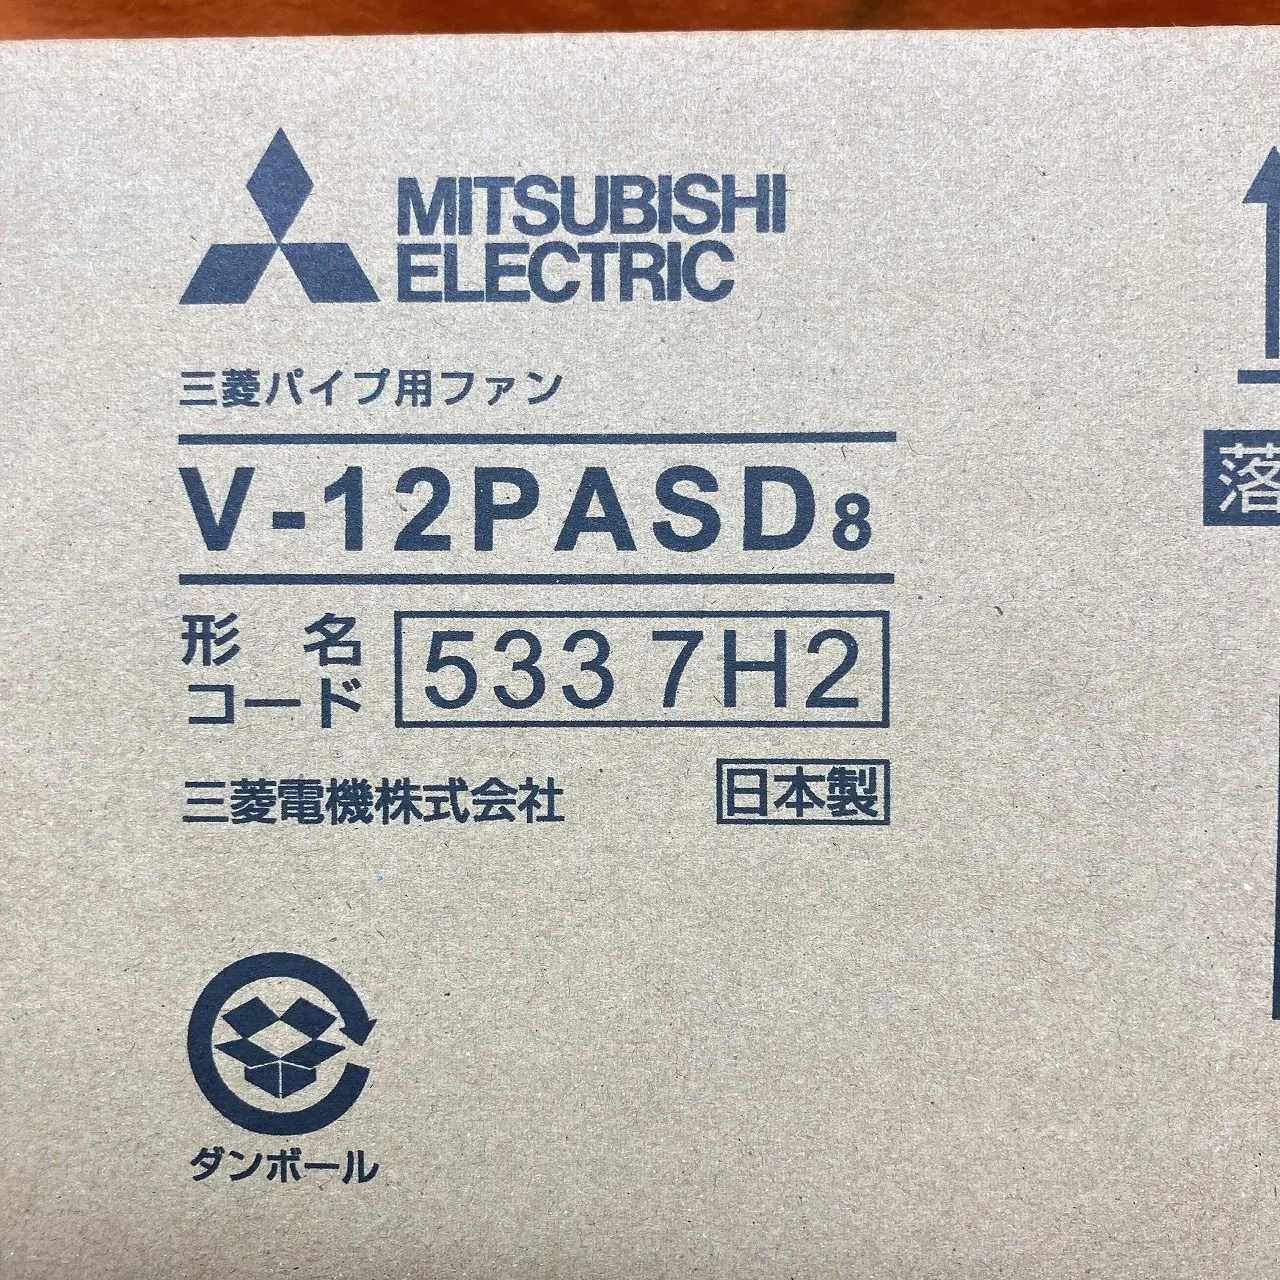 MITSUBISHI
ELECTRIC
三菱パイプ用ファン
V-12PASD8
形名
コード
533 7H2
三菱電機株式会社
日本製
落
ダンボール